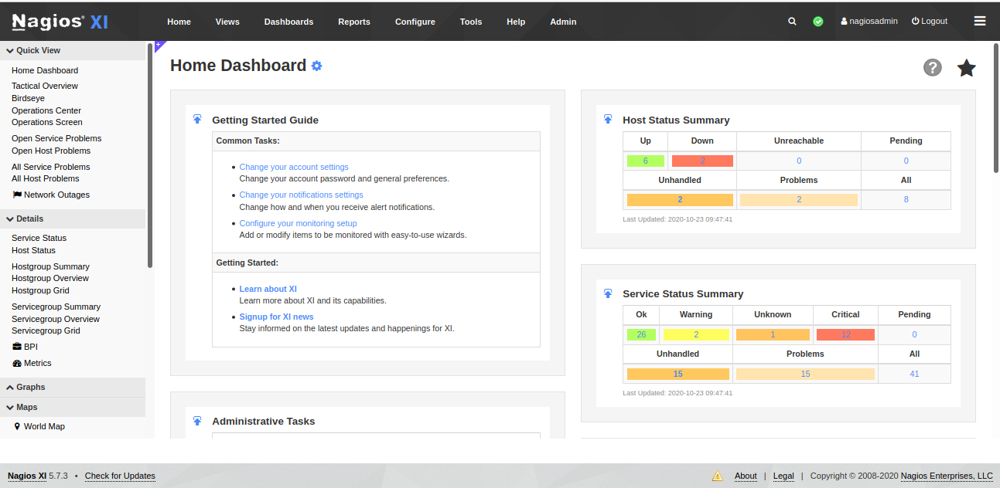 Nagios® XI
Home Views Dashboards Reports Configure Tools Help Admin
nagiosadmin Logout
Quick View
Home Dashboard
Tactical Overview
Birdseye
Operations Center
Operations Screen
Open Service Problems
Open Host Problems
All Service Problems
All Host Problems
Network Outages
Details
Service Status
Host Status
Hostgroup Summary
Hostgroup Overview
Hostgroup Grid
Servicegroup Summary
Servicegroup Overview
Servicegroup Grid
BPI
Metrics
Graphs
Maps
World Map
Home Dashboard
Getting Started Guide
Common Tasks:
• Change your account settings
Change your account password and general preferences.
• Change your notifications settings
Change how and when you receive alert notifications.
• Configure your monitoring setup
Add or modify items to be monitored with easy-to-use wizards.
Getting Started:
• Learn about XI
Learn more about XI and its capabilities.
• Signup for XI news
Stay informed on the latest updates and happenings for XI.
Administrative Tasks
Host Status Summary
Up Down Unreachable Pending
6 2 0 0
Unhandled Problems All
2 2 8
Last Updated: 2020-10-23 09:47:41
Service Status Summary
Ok Warning Unknown Critical Pending
26 2 1 12 0
Unhandled Problems All
15 15 41
Last Updated: 2020-10-23 09:47:41
Nagios XI 5.7.3 • Check for Updates
About | Legal | Copyright © 2008-2020 Nagios Enterprises, LLC